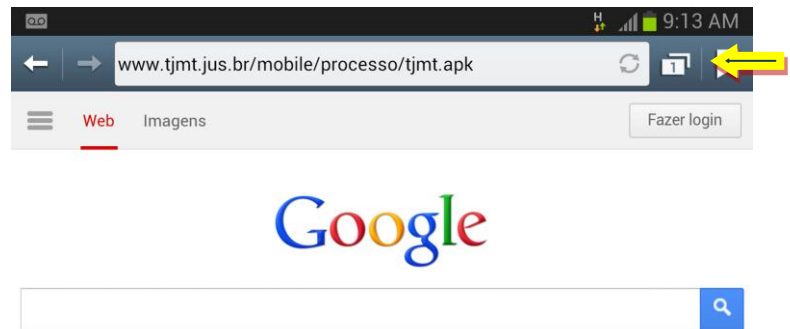 H 9:13 AM
www.tjmt.jus.br/mobile/processo/tjmt.apk 1
Web Imagens Fazer login
Google